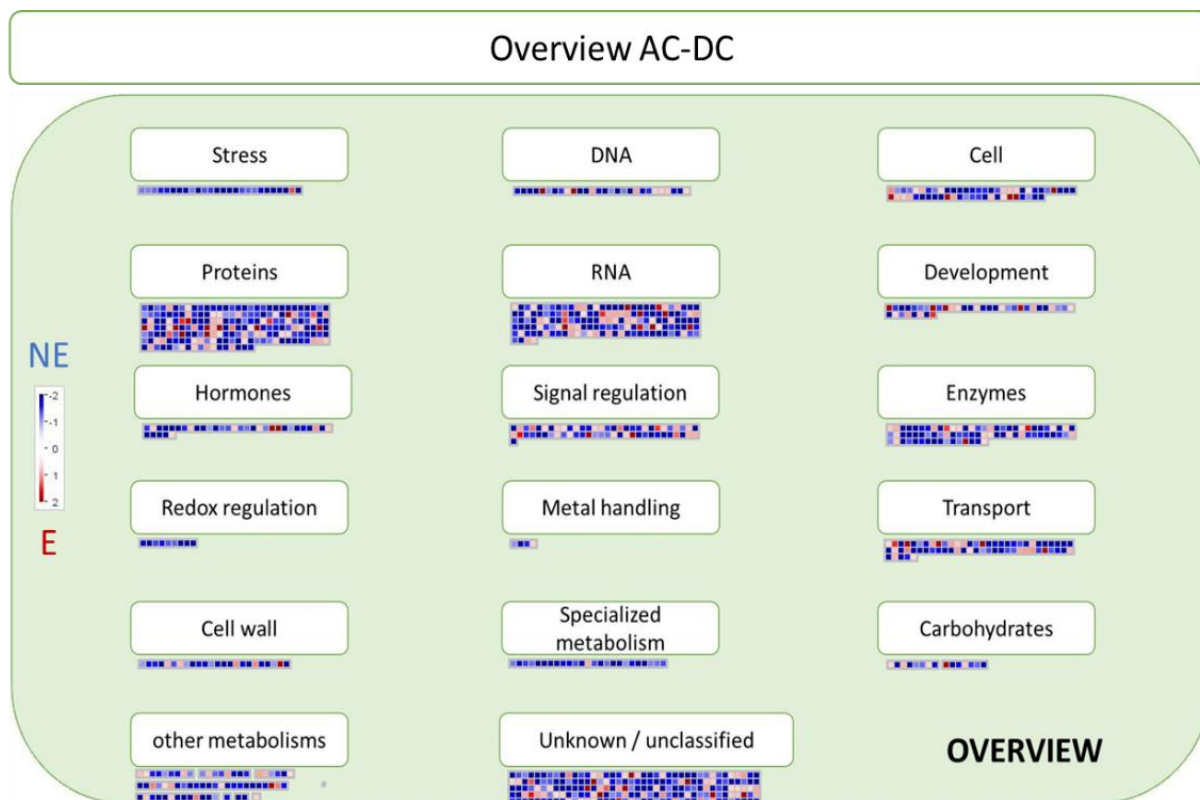 Overview AC-DC
Stress
DNA
Cell
Proteins
RNA
Development
NE
-2
-1
0
1
2
E
Hormones
Signal regulation
Enzymes
Redox regulation
Metal handling
Transport
Cell wall
Specialized
metabolism
Carbohydrates
other metabolisms
Unknown / unclassified
OVERVIEW